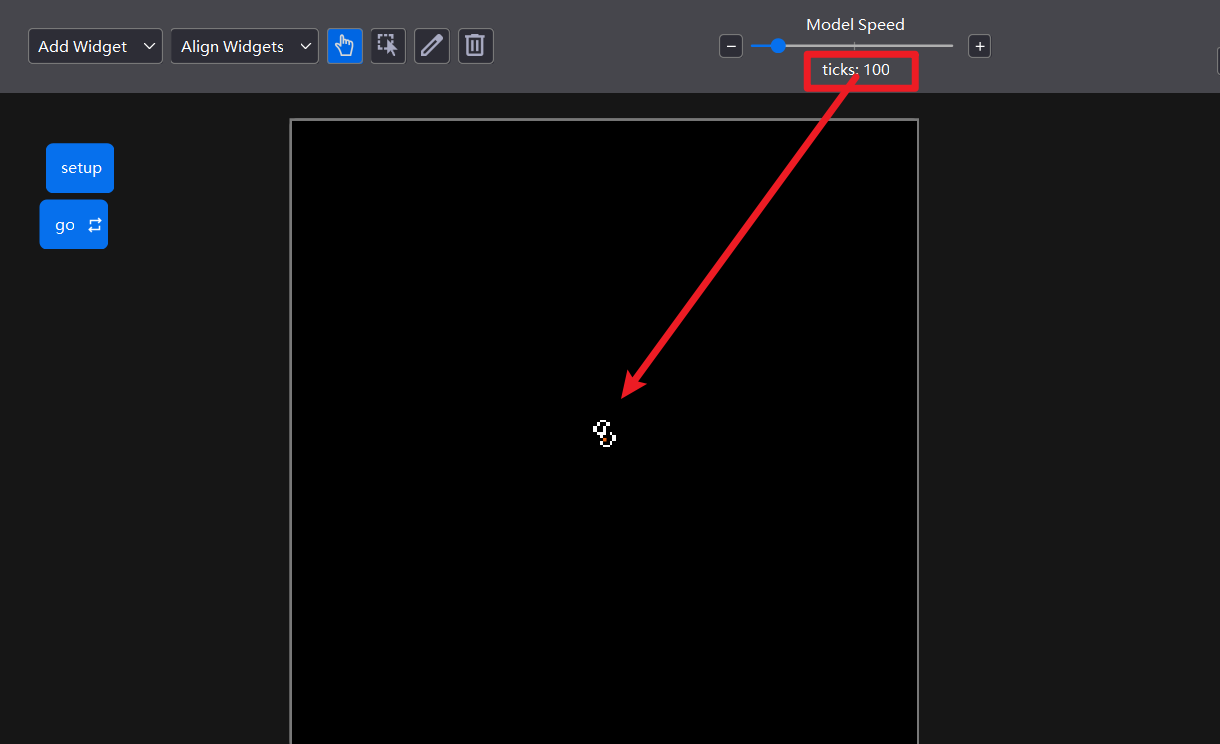 Add Widget
Align Widgets
Model Speed
ticks: 100
setup
go